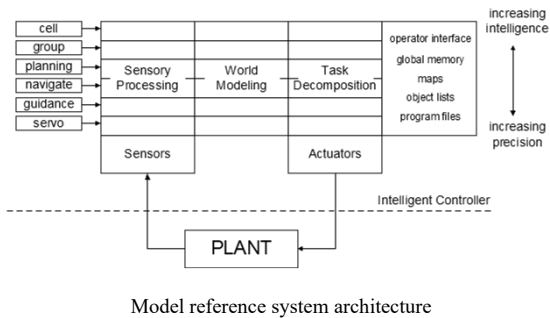 cell
group
planning
navigate
guidance
servo
Sensory
Processing
World
Modeling
Task
Decomposition
operator interface
global memory
maps
object lists
program files
increasing
intelligence
increasing
precision
Sensors
Actuators
Intelligent Controller
PLANT
Model reference system architecture